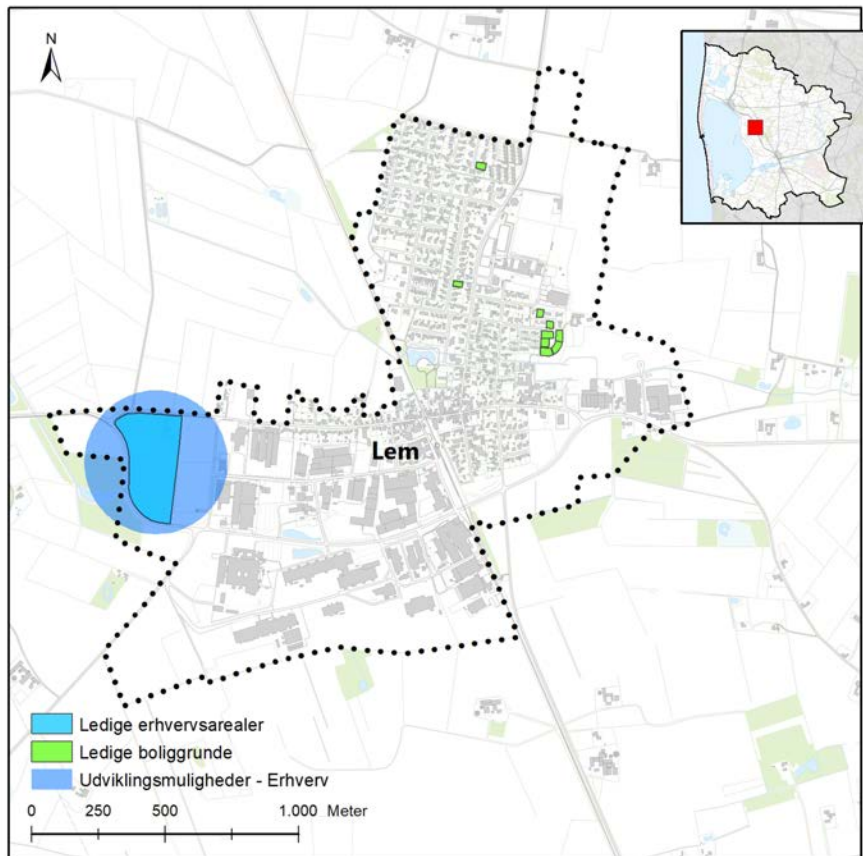 N
Lem
Ledige erhvervsarealer
Ledige boliggrunde
Udviklingsmuligheder - Erhverv
0 250 500 1.000 Meter